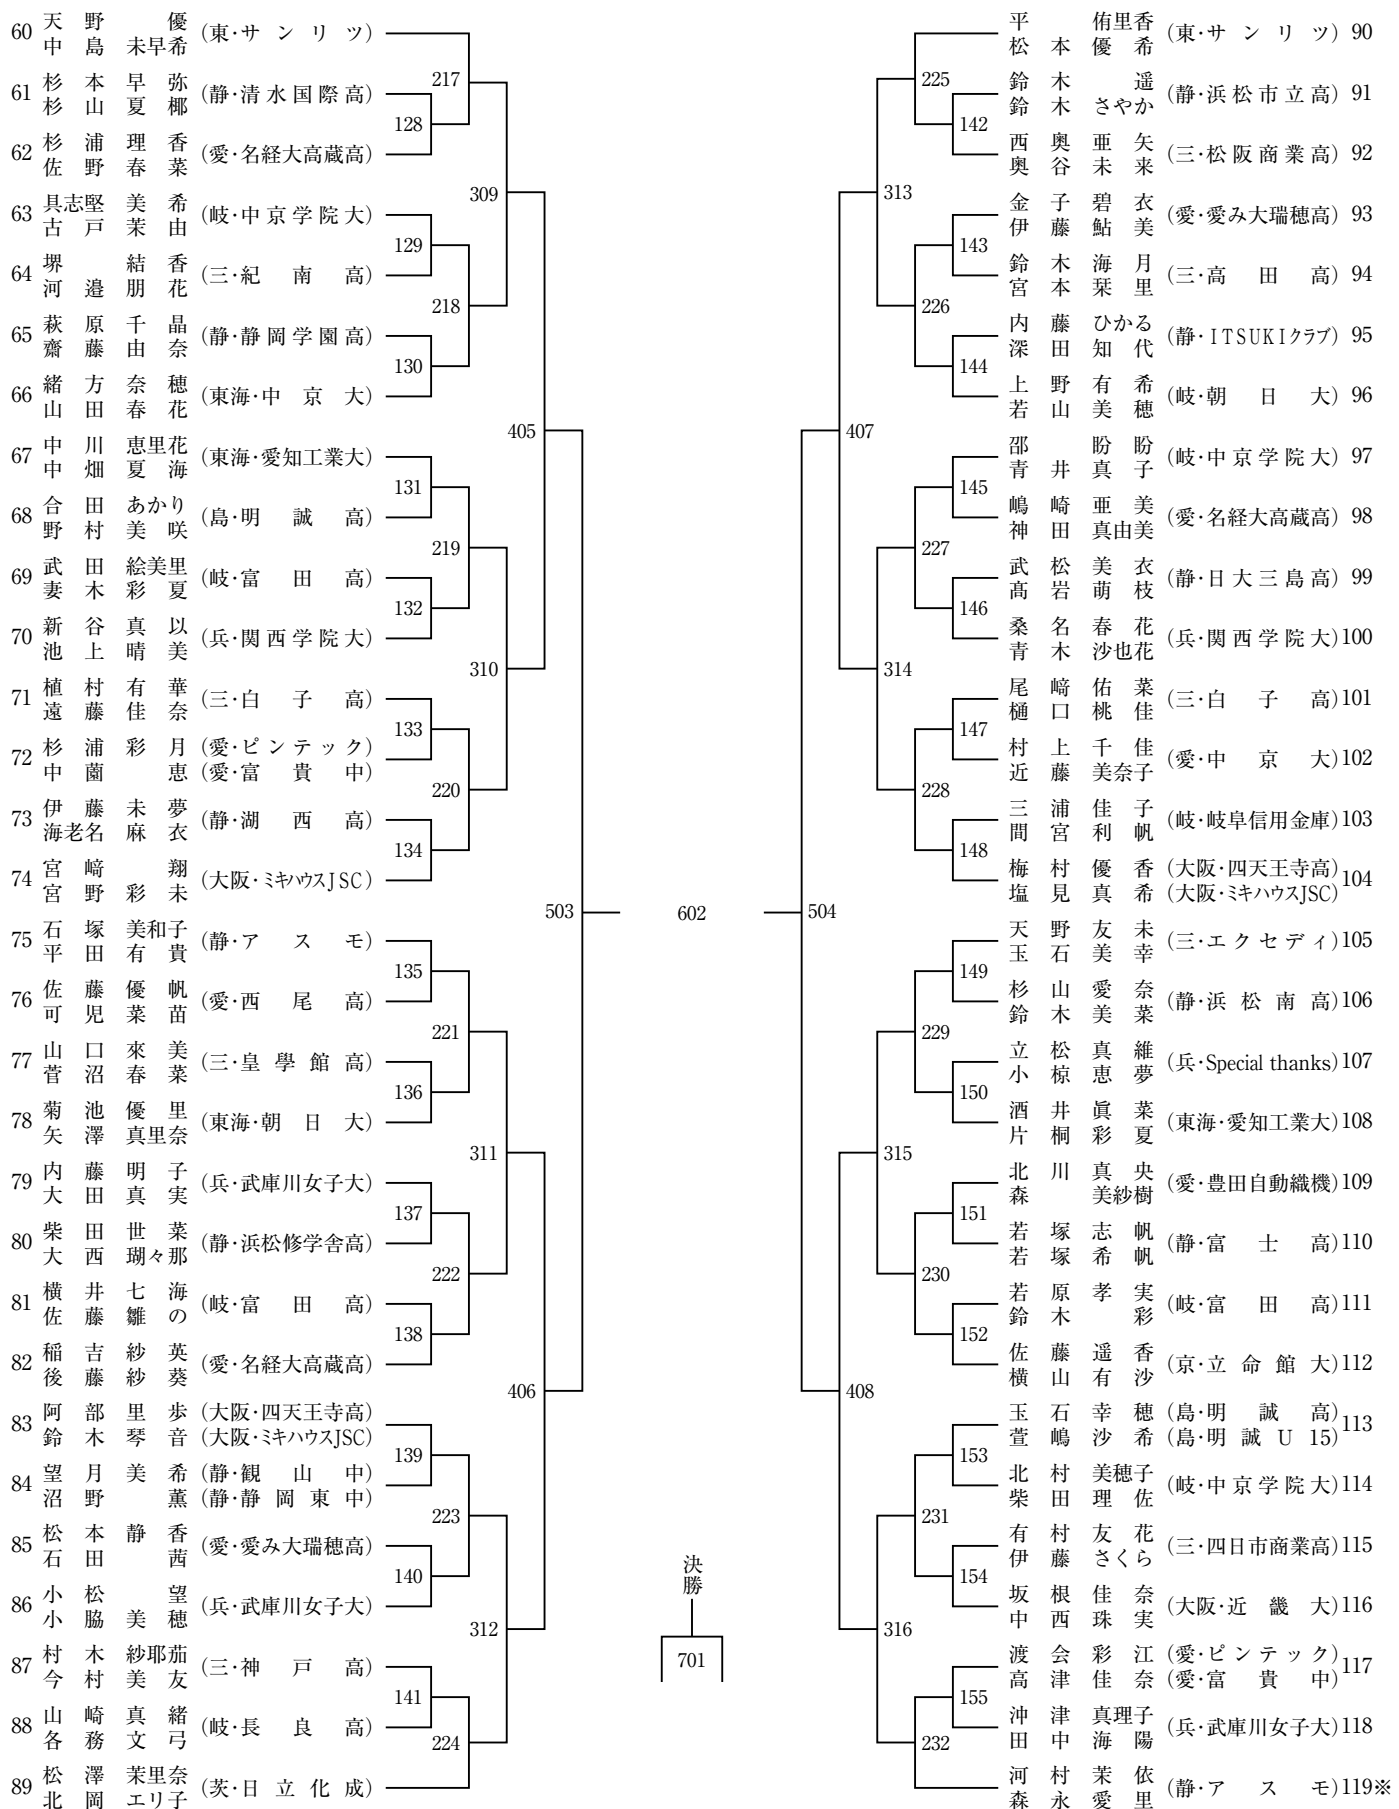 60 天野 優 (東・サンリツ)
中島 未早希
217
61 杉本 早弥 (静・清水国際高)
杉山 夏椰
128
62 杉浦 理香 (愛・名経大高蔵高)
佐野 春菜
309
63 具志堅 美希 (岐・中京学院大)
古戸 茉由
129
64 堺 結香 (三・紀南高)
河邉 朋花
218
65 萩原 千晶 (静・静岡学園高)
齋藤 由奈
130
66 緒方 奈穂 (東海・中京大)
山田 春花
405
67 中川 恵里花 (東海・愛知工業大)
中畑 夏海
131
68 合田 あかり (島・明誠高)
野村 美咲
219
69 武田 絵美里 (岐・富田高)
妻木 彩夏
132
70 新谷 真以 (兵・関西学院大)
池上 晴美
310
71 植村 有華 (三・白子高)
遠藤 佳奈
133
72 杉浦 彩月 (愛・ピンテック)
中薗 恵 (愛・富貴中)
220
73 伊藤 未夢 (静・湖西高)
海老名 麻衣
134
74 宮﨑 翔 (大阪・ミキハウスJSC)
宮野 彩未
503
75 石塚 美和子 (静・アスモ)
平田 有貴
135
76 佐藤 優帆 (愛・西尾高)
可児 菜苗
221
77 山口 來美 (三・皇學館高)
菅沼 春菜
136
78 菊池 優里 (東海・朝日大)
矢澤 真里奈
311
79 内藤 明子 (兵・武庫川女子大)
大田 真実
137
80 柴田 世菜 (静・浜松修学舎高)
大西 瑚々那
222
81 横井 七海 (岐・富田高)
佐藤 雛の
138
82 稲吉 紗英 (愛・名経大高蔵高)
後藤 紗葵
406
83 阿部 里歩 (大阪・四天王寺高)
鈴木 琴音 (大阪・ミキハウスJSC)
139
84 望月 美希 (静・観山中)
沼野 薫 (静・静岡東中)
223
85 松本 静香 (愛・愛み大瑞穂高)
石田 茜
140
86 小松 望 (兵・武庫川女子大)
小脇 美穂
312
87 村木 紗耶茄 (三・神戸高)
今村 美友
141
88 山崎 真緒 (岐・長良高)
各務 文弓
224
89 松澤 茉里奈 (茨・日立化成)
北岡 エリ子
602
決勝
701
平 侑里香 (東・サンリツ) 90
松本 優希
225
鈴木 遥 (静・浜松市立高) 91
鈴木 さやか
142
西奥 亜矢 (三・松阪商業高) 92
奥谷 未来
313
金子 碧衣 (愛・愛み大瑞穂高) 93
伊藤 鮎美
143
鈴木 海月 (三・高田高) 94
宮本 栞里
226
内藤 ひかる (静・ITSUKIクラブ) 95
深田 知代
144
上野 有希 (岐・朝日大) 96
若山 美穂
407
邵 盼盼 (岐・中京学院大) 97
青井 真子
145
嶋崎 亜美 (愛・名経大高蔵高) 98
神田 真由美
227
武松 美衣 (静・日大三島高) 99
髙岩 萌枝
146
桑名 春花 (兵・関西学院大) 100
青木 沙也花
314
尾﨑 佑菜 (三・白子高) 101
樋口 桃佳
147
村上 千佳 (愛・中京大) 102
近藤 美奈子
228
三浦 佳子 (岐・岐阜信用金庫) 103
間宮 利帆
148
梅村 優香 (大阪・四天王寺高) 104
塩見 真希 (大阪・ミキハウスJSC)
504
天野 友未 (三・エクセディ) 105
玉石 美幸
149
杉山 愛奈 (静・浜松南高) 106
鈴木 美菜
229
立松 真維 (兵・Special thanks) 107
小椋 恵夢
150
酒井 眞菜 (東海・愛知工業大) 108
片桐 彩夏
315
北川 真央 (愛・豊田自動織機) 109
森 美紗樹
151
若塚 志帆 (静・富士高) 110
若塚 希帆
230
若原 孝実 (岐・富田高) 111
鈴木 彩
152
佐藤 遥香 (京・立命館大) 112
横山 有沙
408
玉石 幸穂 (島・明誠高) 113
萱嶋 沙希 (島・明誠U15)
153
北村 美穂子 (岐・中京学院大) 114
柴田 理佐
231
有村 友花 (三・四日市商業高) 115
伊藤 さくら
154
坂根 佳奈 (大阪・近畿大) 116
中西 珠実
316
渡会 彩江 (愛・ピンテック) 117
高津 佳奈 (愛・富貴中)
155
沖津 真理子 (兵・武庫川女子大) 118
田中 海陽
232
河村 茉依 (静・アスモ) 119※
森永 愛里